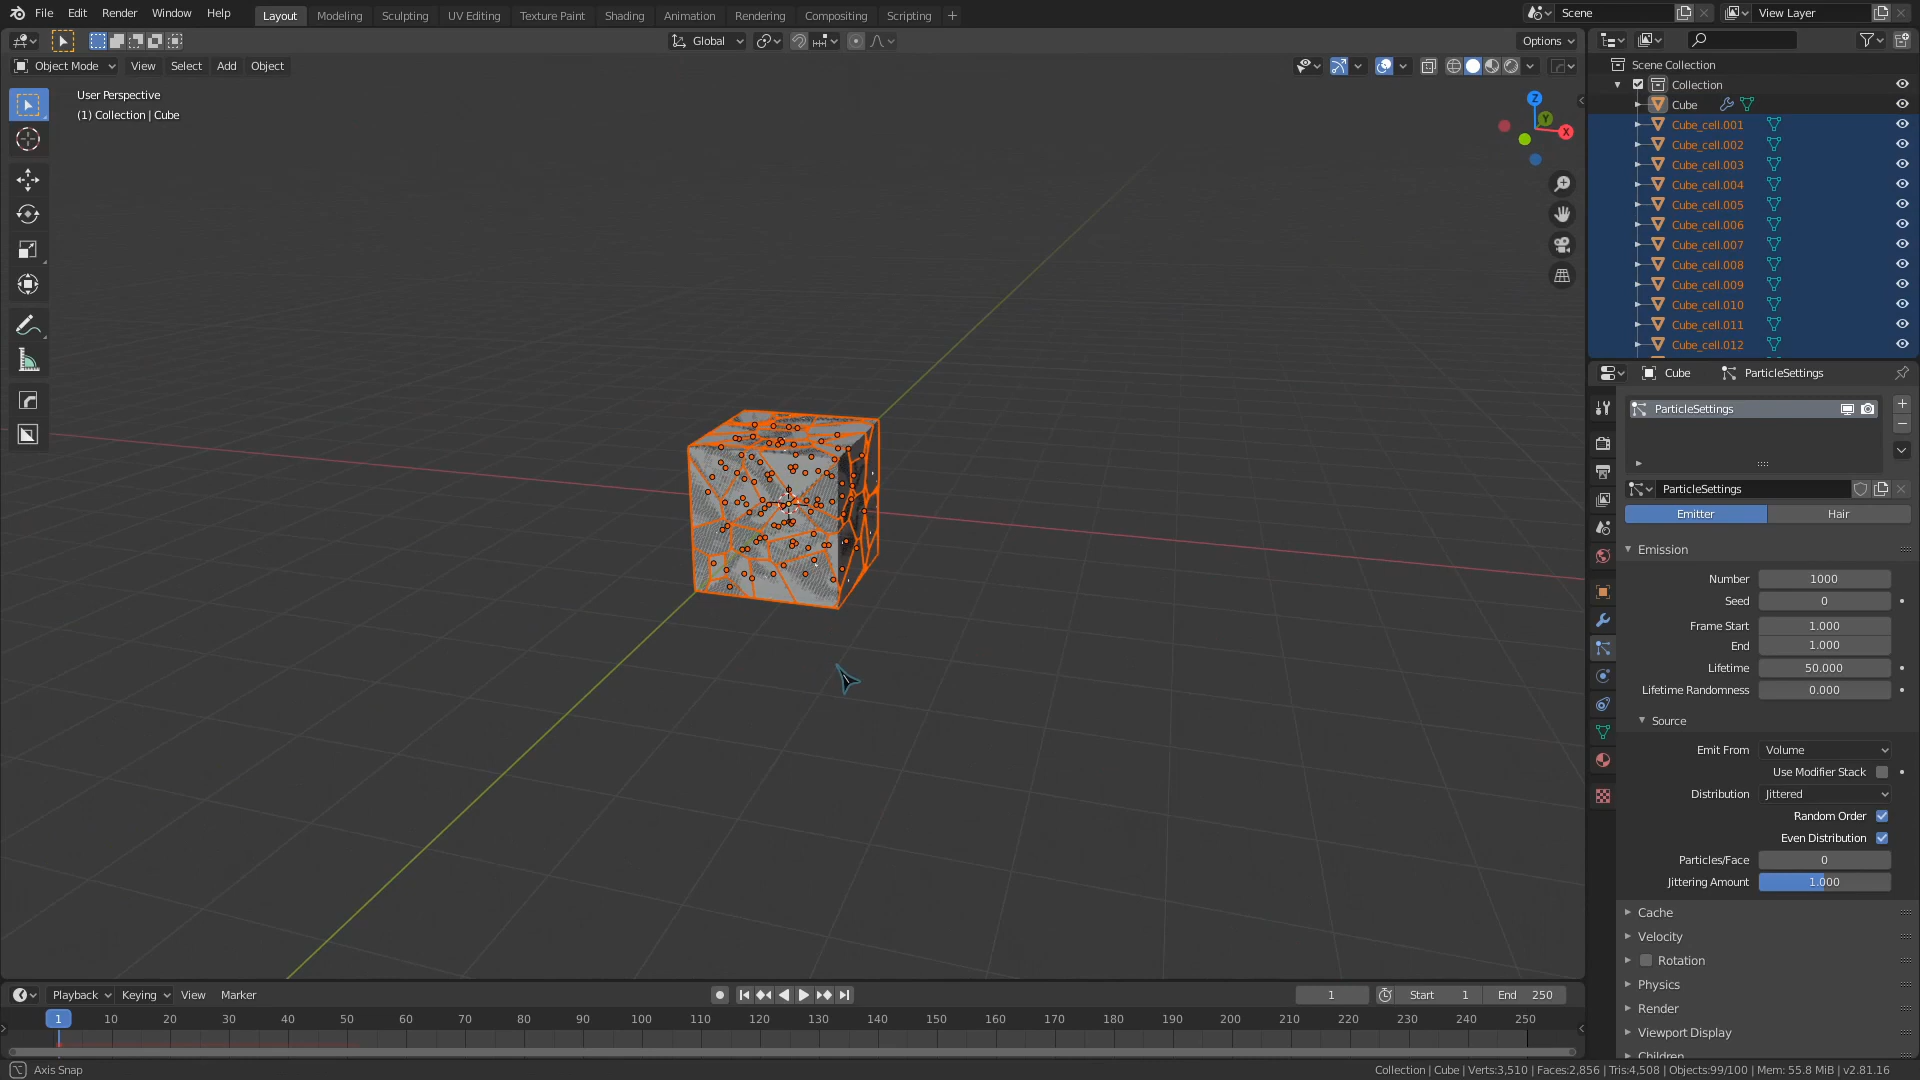 File Edit Render Window Help Layout Modeling Sculpting UV Editing Texture Paint Shading Animation Rendering Compositing Scripting + Scene View Layer
Global Options
Object Mode View Select Add Object
User Perspective
(1) Collection | Cube
Z
Y
X
Scene Collection
Collection
Cube
Cube_cell.001
Cube_cell.002
Cube_cell.003
Cube_cell.004
Cube_cell.005
Cube_cell.006
Cube_cell.007
Cube_cell.008
Cube_cell.009
Cube_cell.010
Cube_cell.011
Cube_cell.012
Cube ParticleSettings
ParticleSettings
ParticleSettings
Emitter Hair
Emission
Number 1000
Seed 0
Frame Start 1.000
End 1.000
Lifetime 50.000
Lifetime Randomness 0.000
Source
Emit From Volume
Use Modifier Stack
Distribution Jittered
Random Order
Even Distribution
Particles/Face 0
Jittering Amount 1.000
Cache
Velocity
Rotation
Physics
Render
Viewport Display
Children
Playback Keying View Marker 1 Start 1 End 250
1 10 20 30 40 50 60 70 80 90 100 110 120 130 140 150 160 170 180 190 200 210 220 230 240 250
Axis Snap Collection | Cube | Verts:3,510 | Faces:2,856 | Tris:4,508 | Objects:99/100 | Mem: 55.8 MiB | v2.81.16